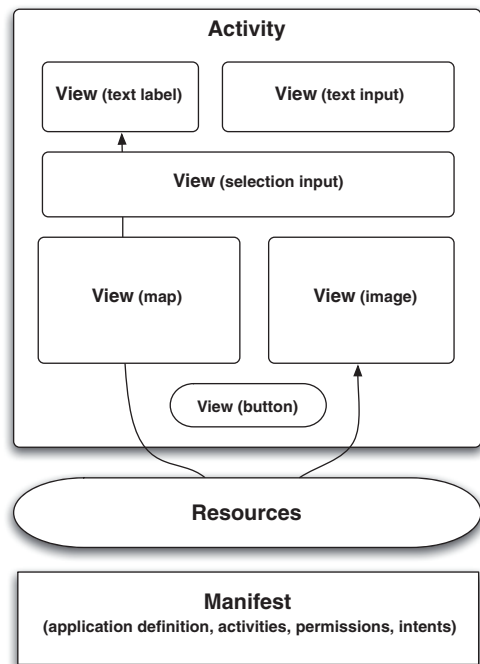 Activity
View (text label)
View (text input)
View (selection input)
View (map)
View (image)
View (button)
Resources
Manifest
(application definition, activities, permissions, intents)